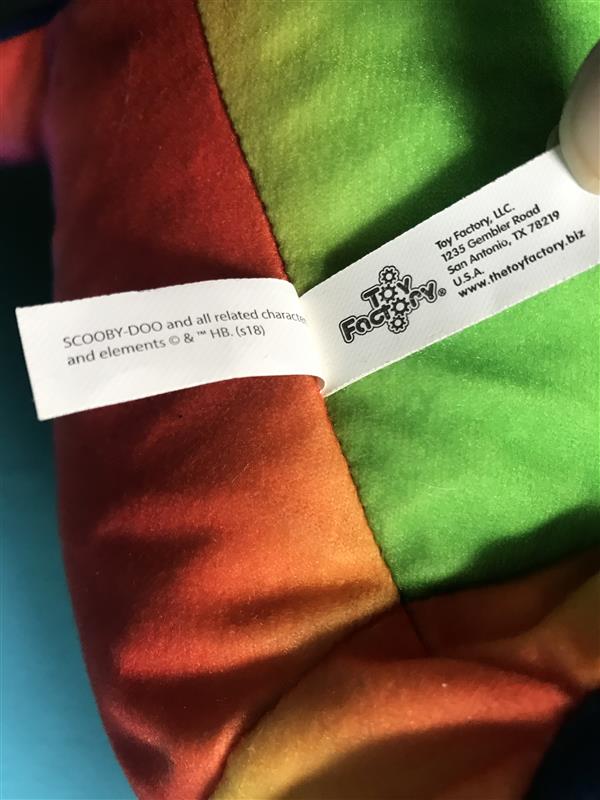 SCOOBY-DOO and all related
and elements © & ™ HB. (s18)
Toy
Factory®
Toy Factory, LLC.
1235 Gembler Road
San Antonio, TX 78219
U.S.A.
www.thetoyfactory.biz